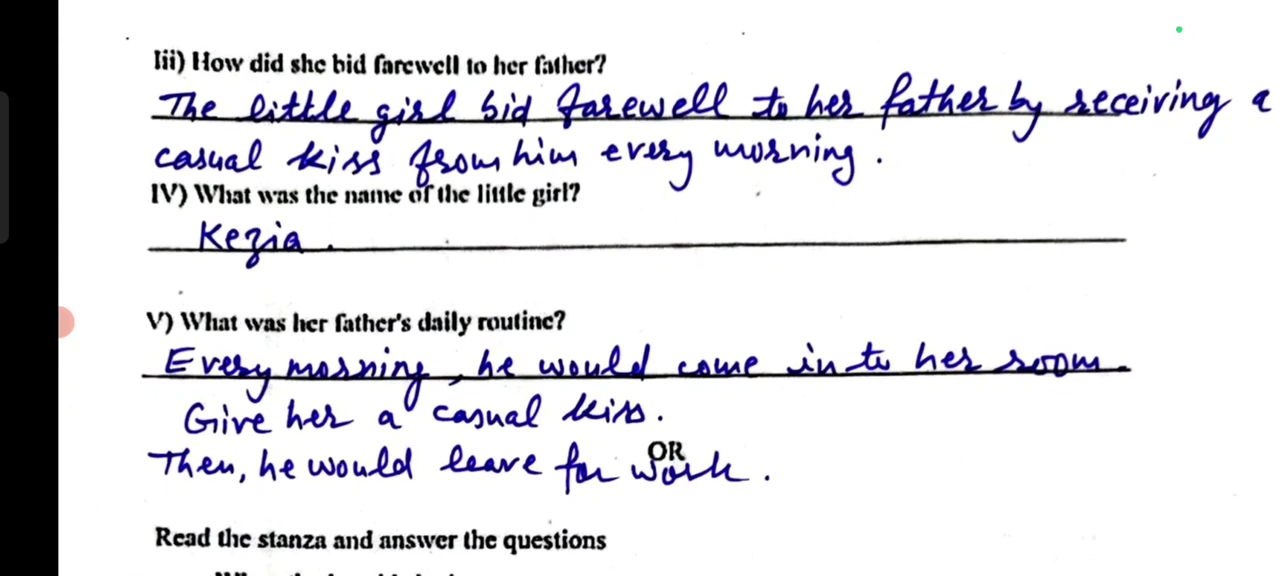 Iii) How did she bid farewell to her father?
The little girl bid farewell to her father by receiving a
casual kiss from him every morning.
IV) What was the name of the little girl?
Kezia.
V) What was her father's daily routine?
Every morning, he would come in to her room.
Give her a casual kiss.
OR
Then, he would leave for work.
Read the stanza and answer the questions